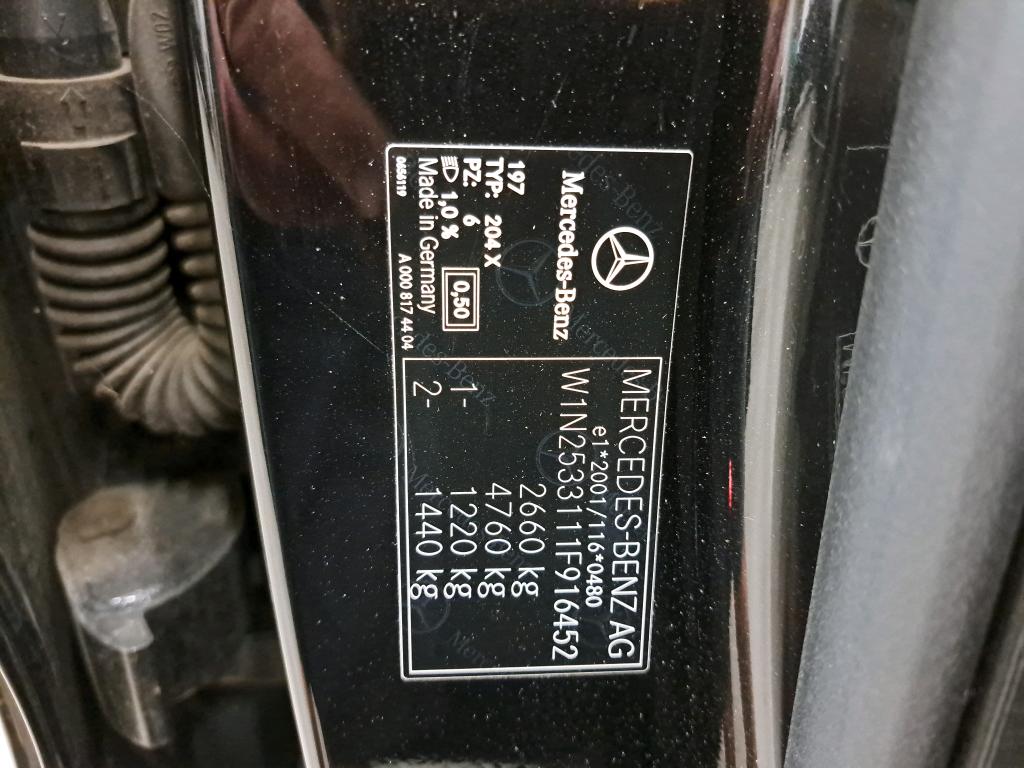 Mercedes-Benz
197
TYP: 204 X
PZ: 6
1,0 %
0,50
Made in Germany
0656119
A 000 817 44 04
MERCEDES-BENZ AG
e1*2001/116*0480
W1N2533111F916452
2660 kg
4760 kg
1- 1220 kg
2- 1440 kg